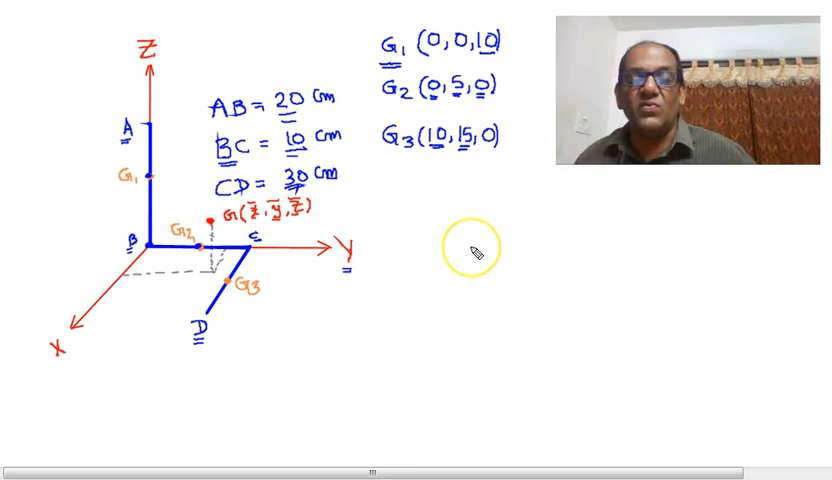 Z
A
G1
B
G2
C
Y
G3
D
X
AB = 20 cm
BC = 10 cm
CD = 30 cm
G(x̄, ȳ, z̄)
G1 (0, 0, 10)
G2 (0, 5, 0)
G3 (10, 15, 0)